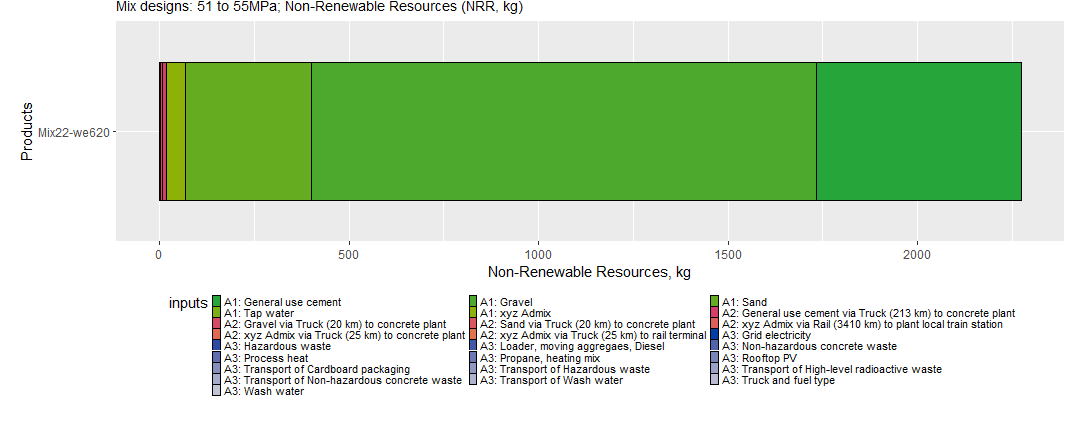 Mix designs: 51 to 55MPa; Non-Renewable Resources (NRR, kg)
Products
Mix22-we620
0 500 1000 1500 2000
Non-Renewable Resources, kg
inputs
A1: General use cement A1: Gravel A1: Sand
A1: Tap water A1: xyz Admix A2: General use cement via Truck (213 km) to concrete plant
A2: Gravel via Truck (20 km) to concrete plant A2: Sand via Truck (20 km) to concrete plant A2: xyz Admix via Rail (3410 km) to plant local train station
A2: xyz Admix via Truck (25 km) to concrete plant A2: xyz Admix via Truck (25 km) to rail terminal A3: Grid electricity
A3: Hazardous waste A3: Loader, moving aggregaes, Diesel A3: Non-hazardous concrete waste
A3: Process heat A3: Propane, heating mix A3: Rooftop PV
A3: Transport of Cardboard packaging A3: Transport of Hazardous waste A3: Transport of High-level radioactive waste
A3: Transport of Non-hazardous concrete waste A3: Transport of Wash water A3: Truck and fuel type
A3: Wash water